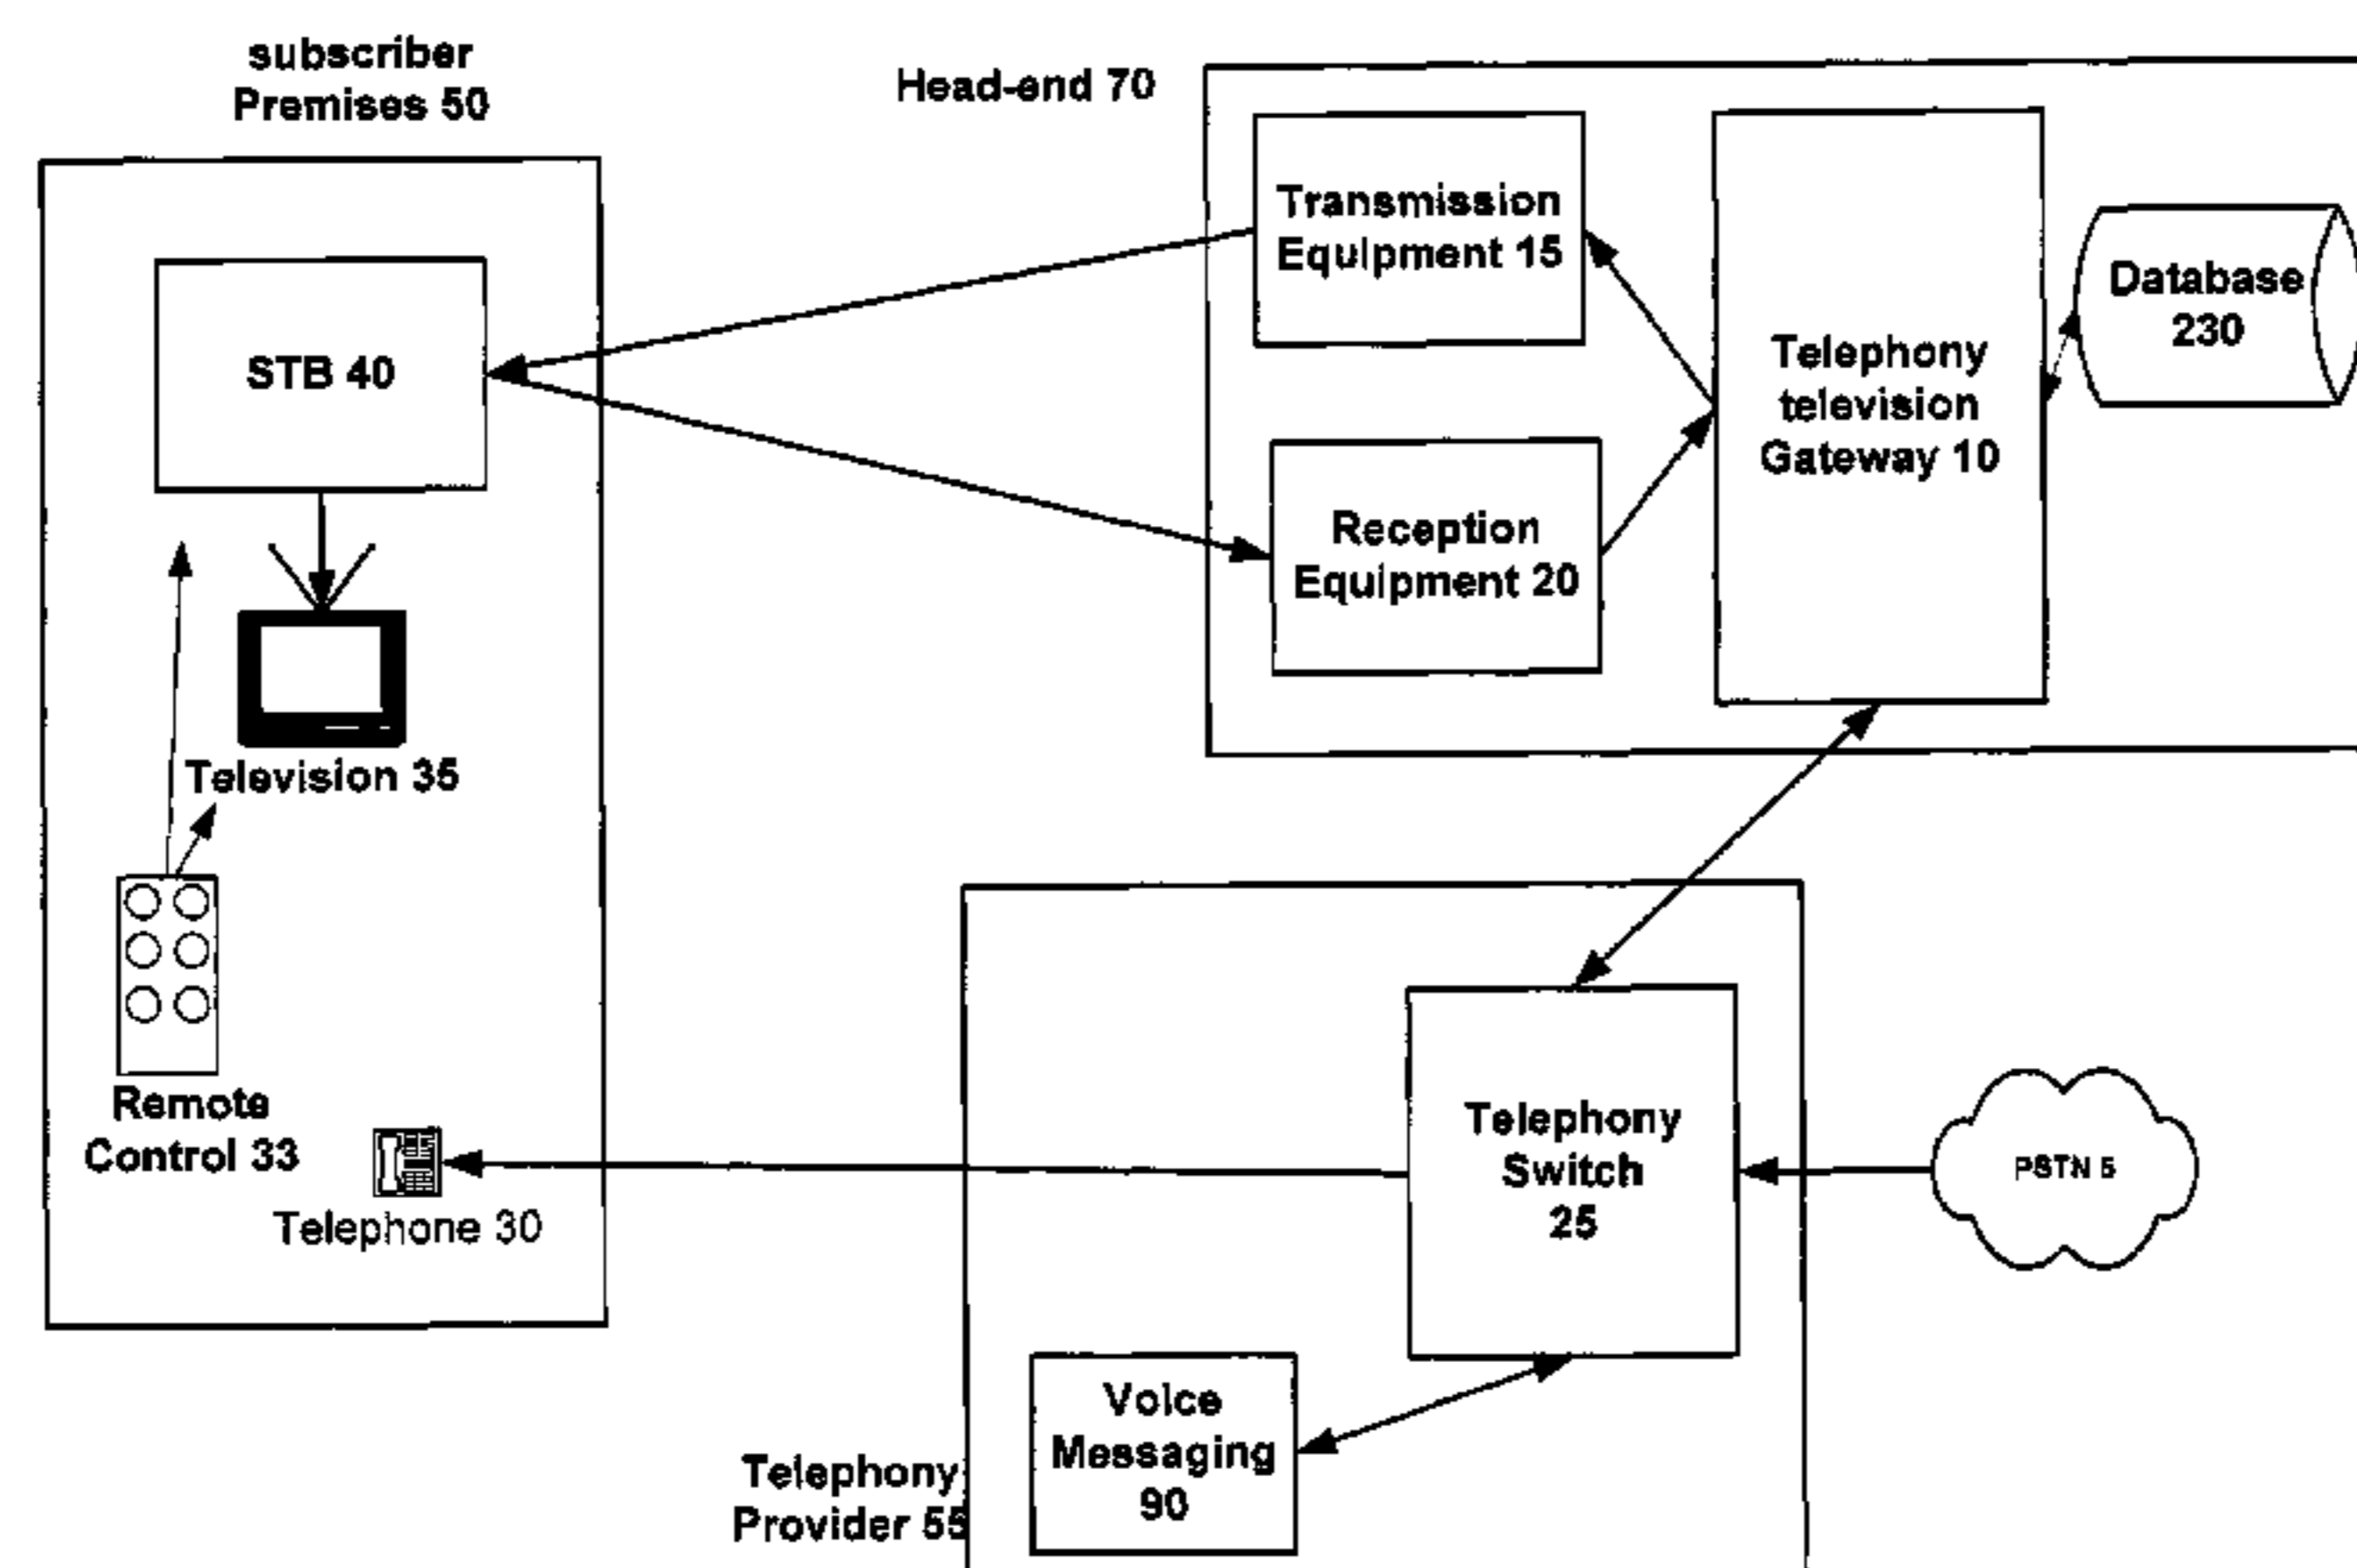 subscriber
Premises 50
Head-end 70
Transmission
Equipment 15
Database
230
STB 40
Telephony
television
Gateway 10
Reception
Equipment 20
Television 35
Remote
Control 33
Telephone 30
Telephony
Switch
25
PSTN 5
Voice
Messaging
90
Telephony
Provider 55